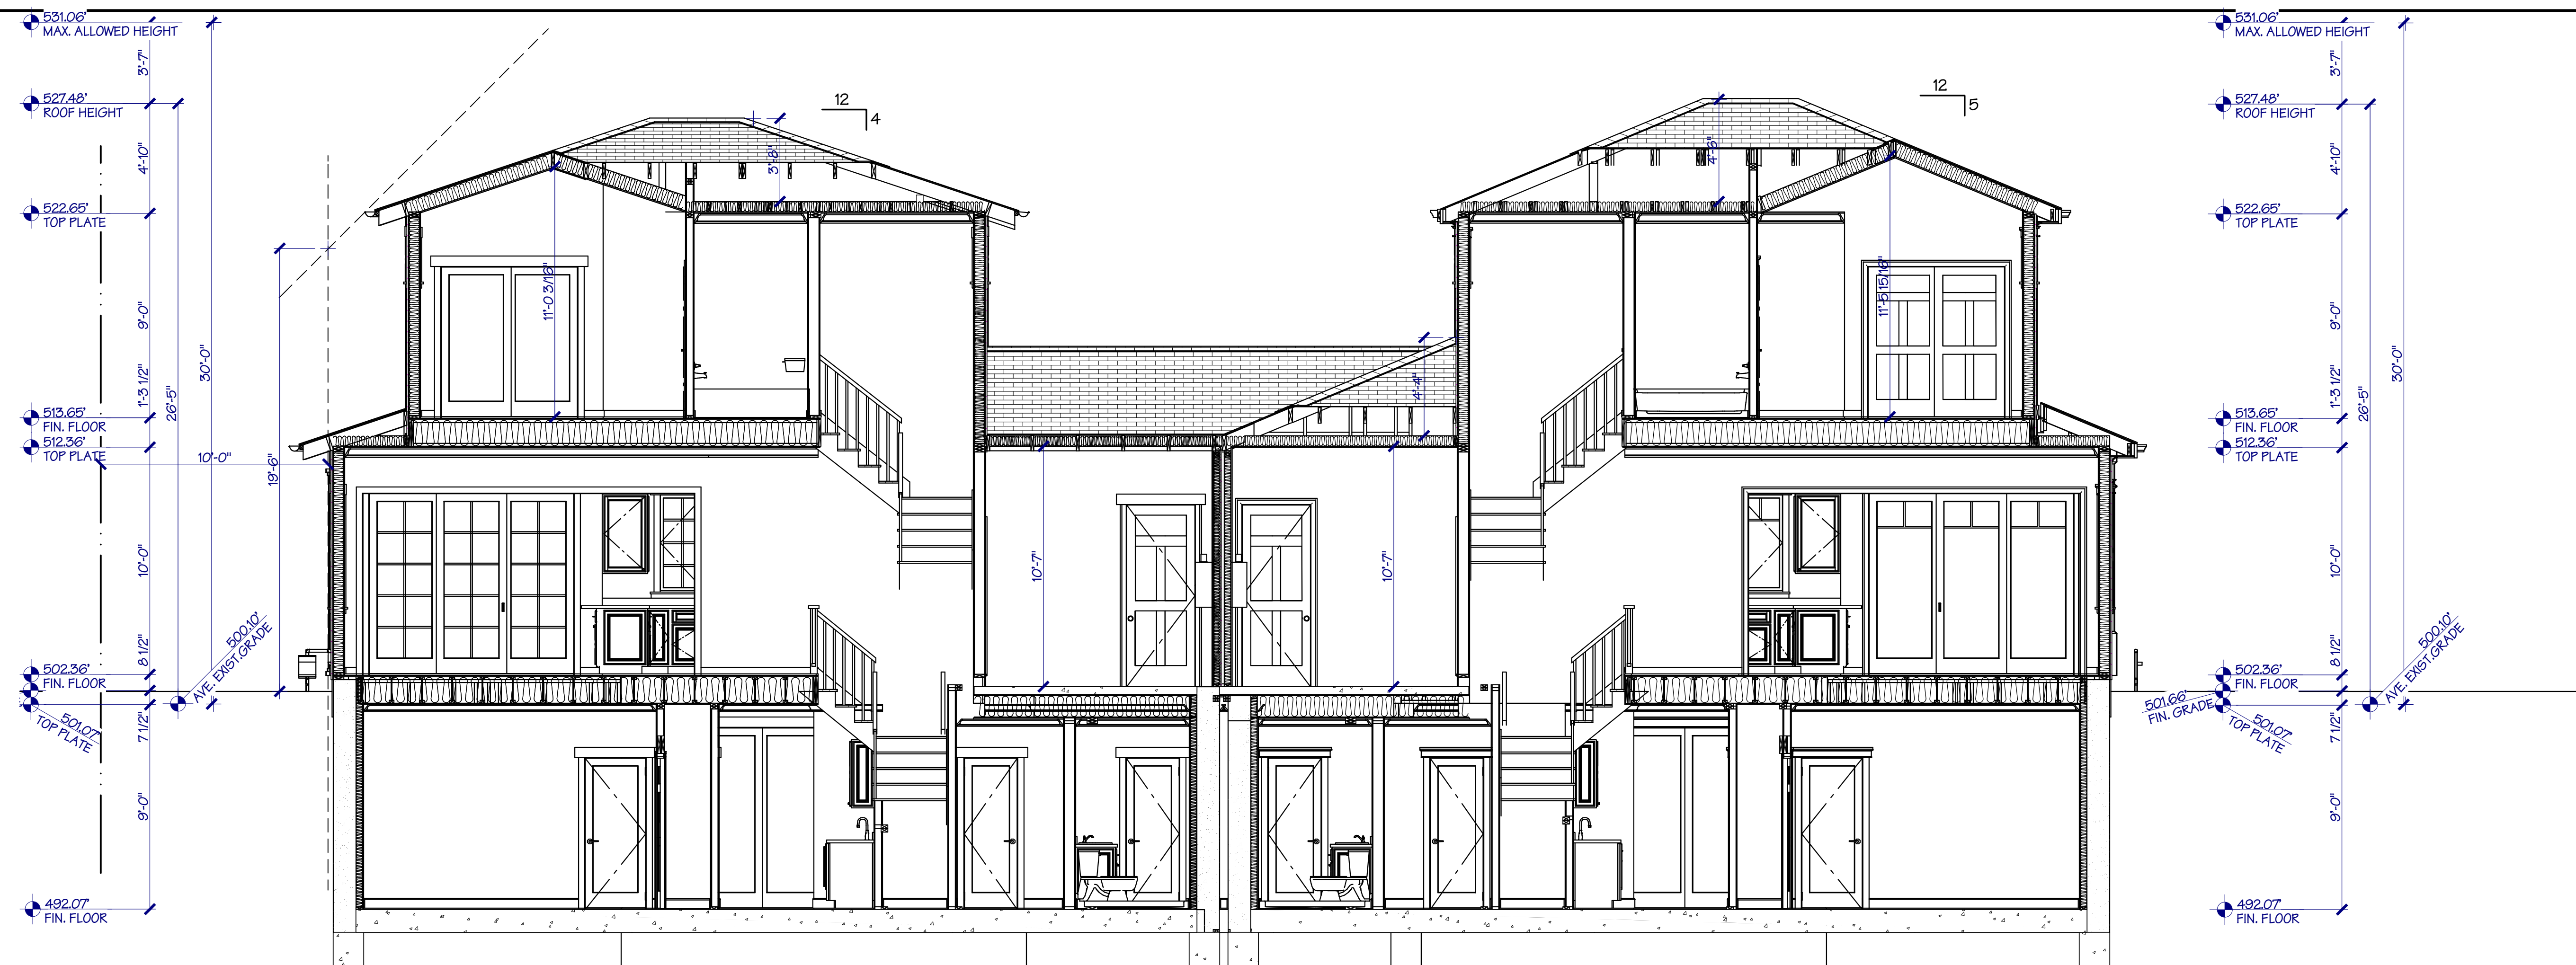 531.06'
MAX. ALLOWED HEIGHT
3'-7"
527.48'
ROOF HEIGHT
4'-10"
522.65'
TOP PLATE
9'-0"
30'-0"
1'-3 1/2"
26'-5"
513.65'
FIN. FLOOR
512.36'
TOP PLATE
10'-0"
19'-6"
10'-0"
8 1/2"
500.10'
AVE. EXIST.GRADE
502.36'
FIN. FLOOR
501.07'
TOP PLATE
7 1/2"
9'-0"
492.07'
FIN. FLOOR
12
4
3'-8"
11'-0 3/16"
10'-7"
12
5
4'-6"
11'-5 15/16"
4'-4"
10'-7"
531.06'
MAX. ALLOWED HEIGHT
3'-7"
527.48'
ROOF HEIGHT
4'-10"
522.65'
TOP PLATE
9'-0"
30'-0"
1'-3 1/2"
26'-5"
513.65'
FIN. FLOOR
512.36'
TOP PLATE
10'-0"
8 1/2"
500.10'
AVE. EXIST.GRADE
502.36'
FIN. FLOOR
501.66'
FIN. GRADE
501.07'
TOP PLATE
7 1/2"
9'-0"
492.07'
FIN. FLOOR